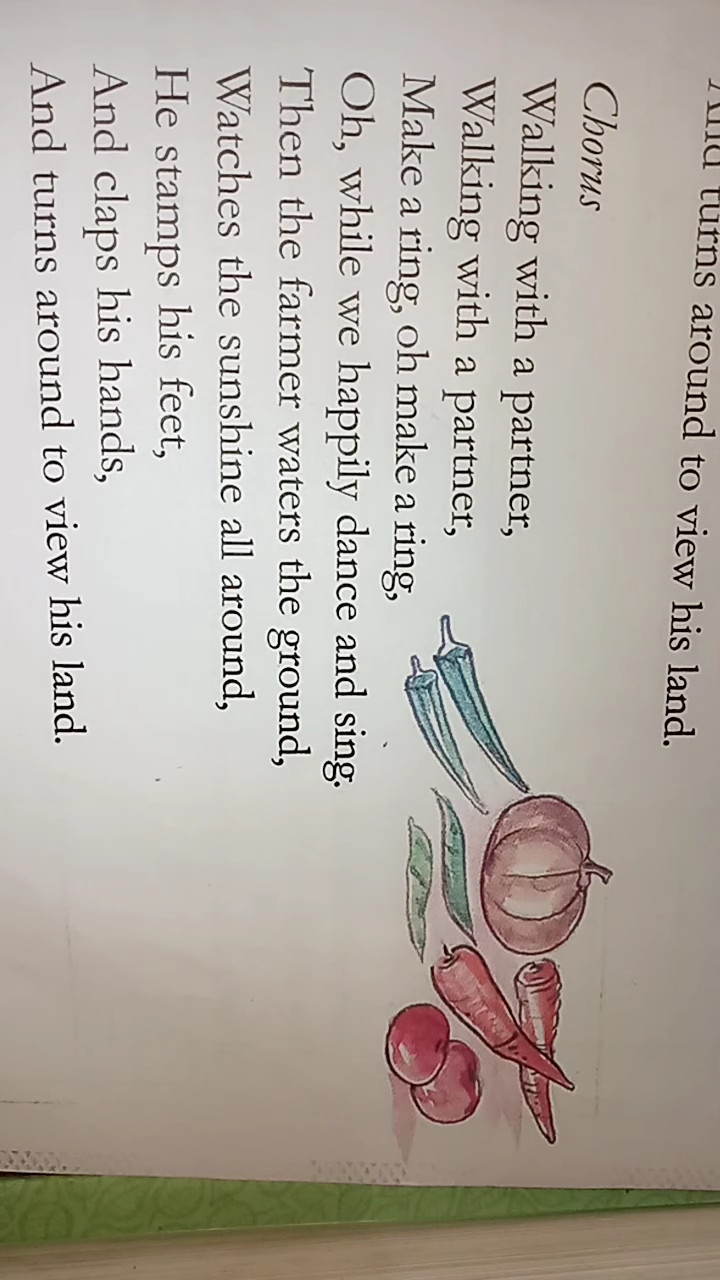 And turns around to view his land.
Chorus
Walking with a partner,
Walking with a partner,
Make a ring, oh make a ring,
Oh, while we happily dance and sing.
Then the farmer waters the ground,
Watches the sunshine all around,
He stamps his feet,
And claps his hands,
And turns around to view his land.